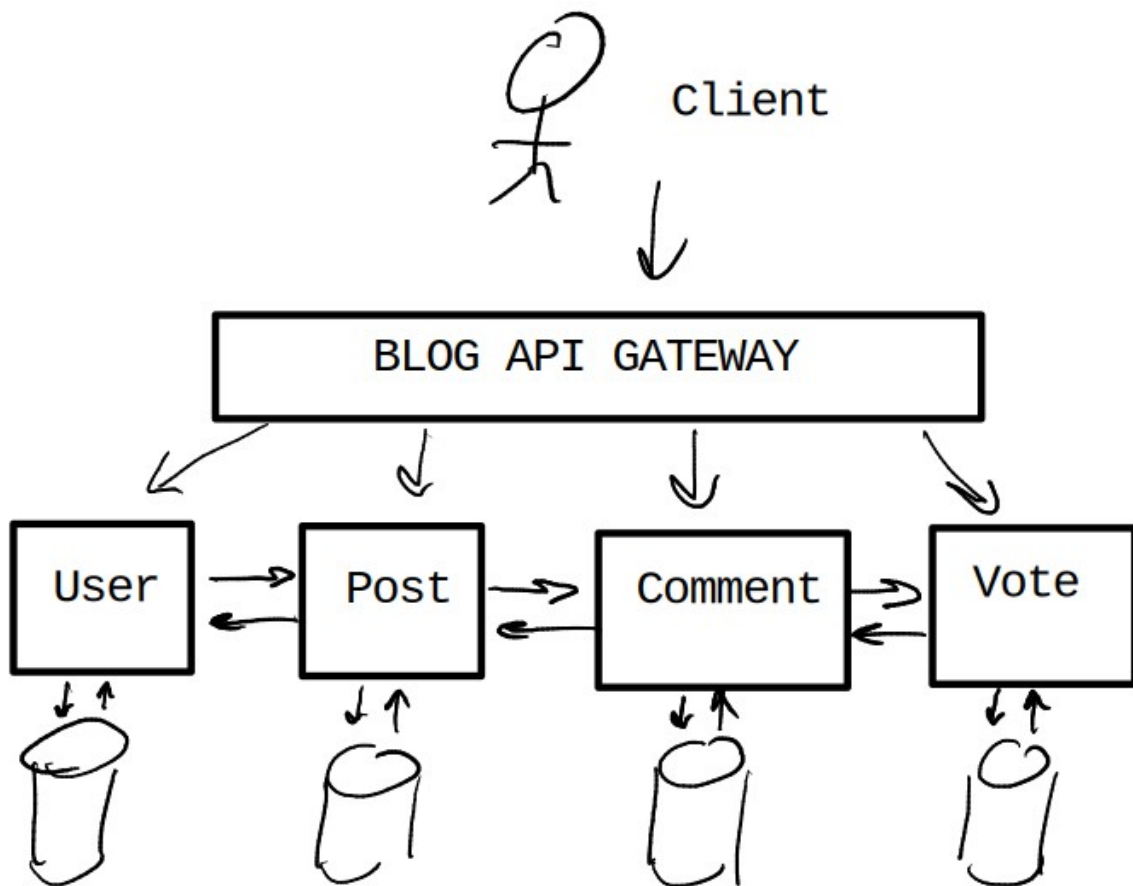 Client
BLOG API GATEWAY
User
Post
Comment
Vote